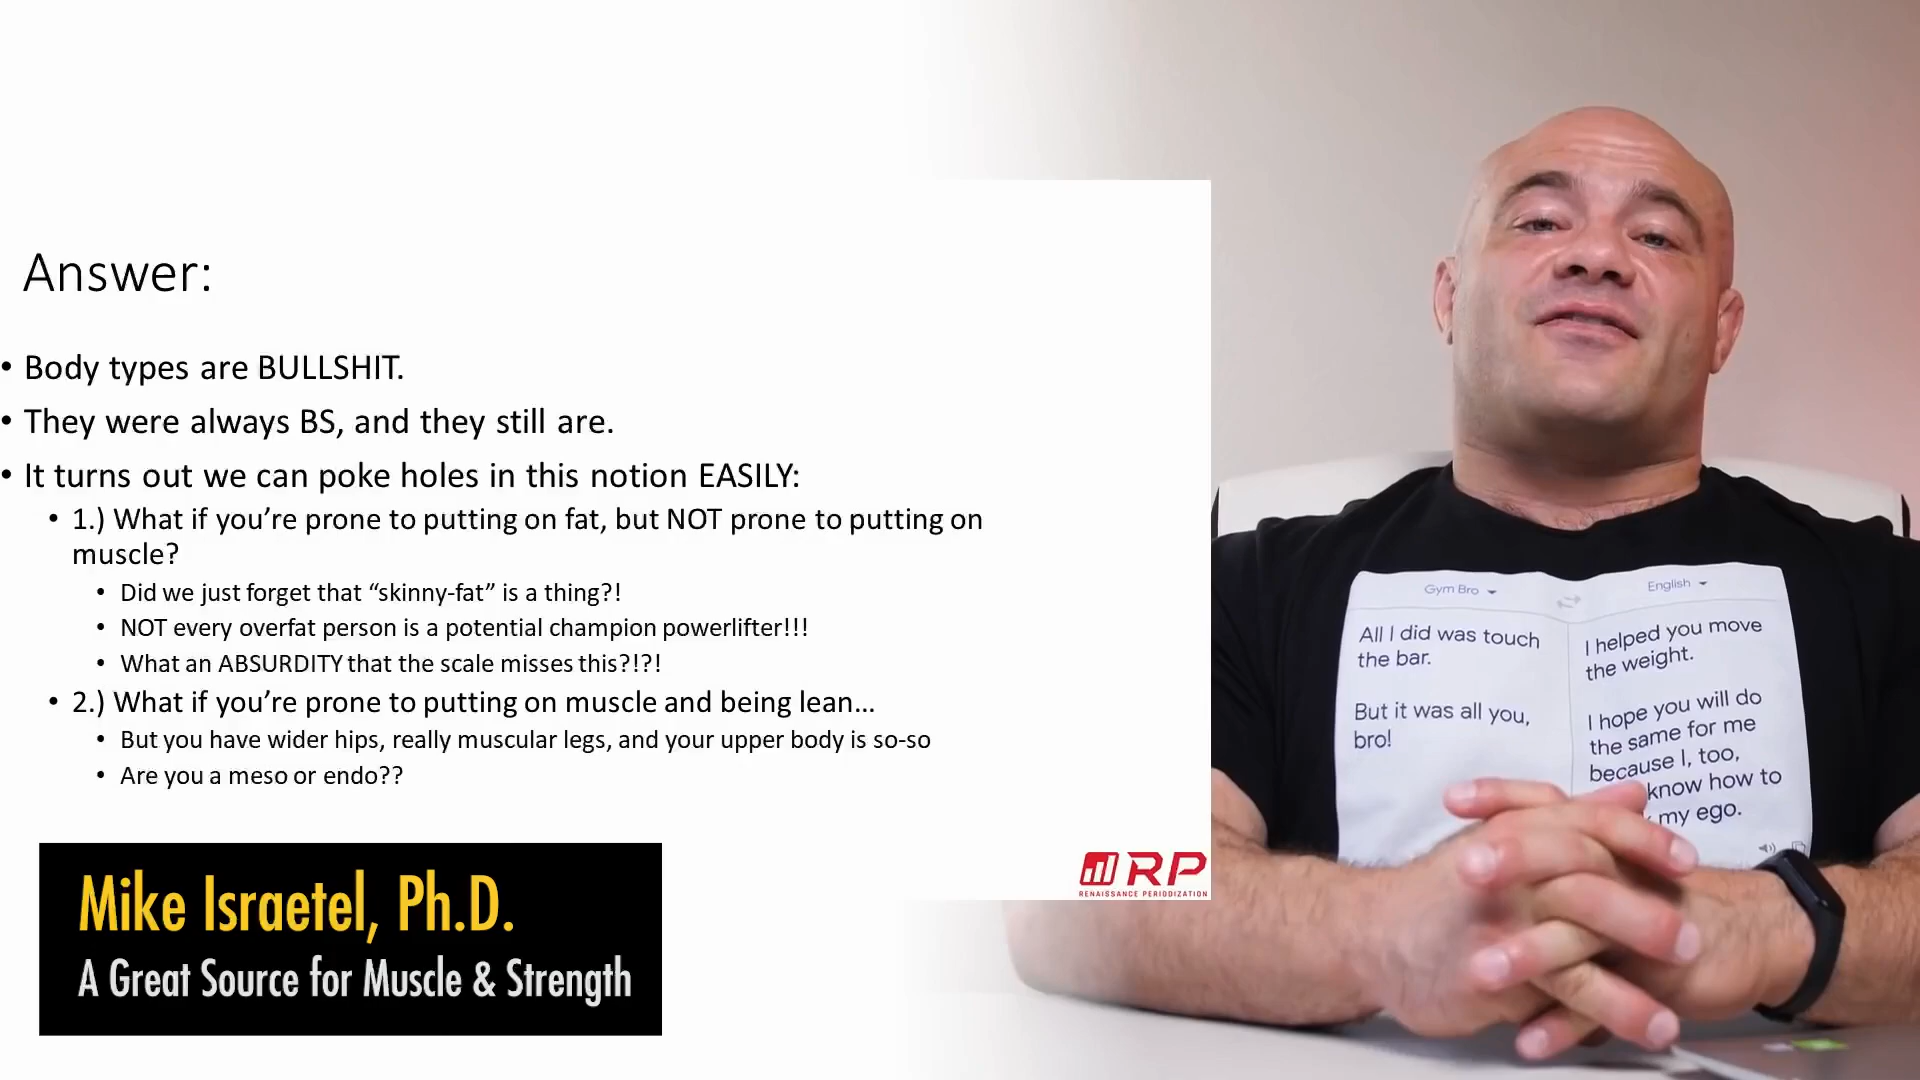 Answer:
• Body types are BULLSHIT.
• They were always BS, and they still are.
• It turns out we can poke holes in this notion EASILY:
• 1.) What if you’re prone to putting on fat, but NOT prone to putting on
muscle?
• Did we just forget that “skinny-fat” is a thing?!
• NOT every overfat person is a potential champion powerlifter!!!
• What an ABSURDITY that the scale misses this?!?!
• 2.) What if you’re prone to putting on muscle and being lean…
• But you have wider hips, really muscular legs, and your upper body is so-so
• Are you a meso or endo??
RP
RENAISSANCE PERIODIZATION
Mike Israetel, Ph.D.
A Great Source for Muscle & Strength
Gym Bro
All I did was touch
the bar.
But it was all you,
bro!
English
I helped you move
the weight.
I hope you will do
the same for me
because I, too,
know how to
my ego.